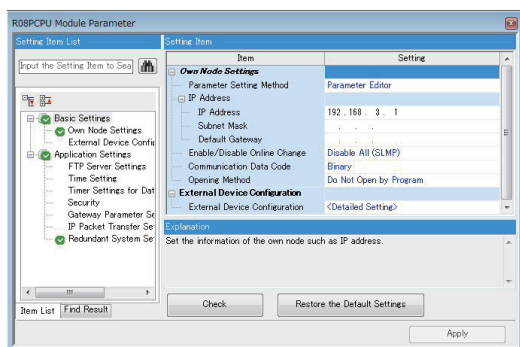 R08PCPU Module Parameter
Setting Item List
Input the Setting Item to Sea
Basic Settings
Own Node Settings
External Device Config
Application Settings
FTP Server Settings
Time Setting
Timer Settings for Dat
Security
Gateway Parameter Se
IP Packet Transfer Se
Redundant System Se
Item List
Find Result
Setting Item
Item Setting
Own Node Settings
Parameter Setting Method Parameter Editor
IP Address
IP Address 192 . 168 . 3 . 1
Subnet Mask . . .
Default Gateway . . .
Enable/Disable Online Change Disable All (SLMP)
Communication Data Code Binary
Opening Method Do Not Open by Program
External Device Configuration
External Device Configuration <Detailed Setting>
Explanation
Set the information of the own node such as IP address.
Check
Restore the Default Settings
Apply